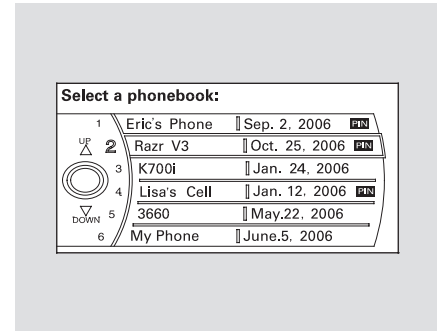 Select a phonebook:
1 Eric's Phone Sep. 2, 2006 PIN
UP 2 Razr V3 Oct. 25, 2006 PIN
3 K700i Jan. 24, 2006
4 Lisa's Cell Jan. 12, 2006 PIN
DOWN 5 3660 May.22, 2006
6 My Phone June.5, 2006